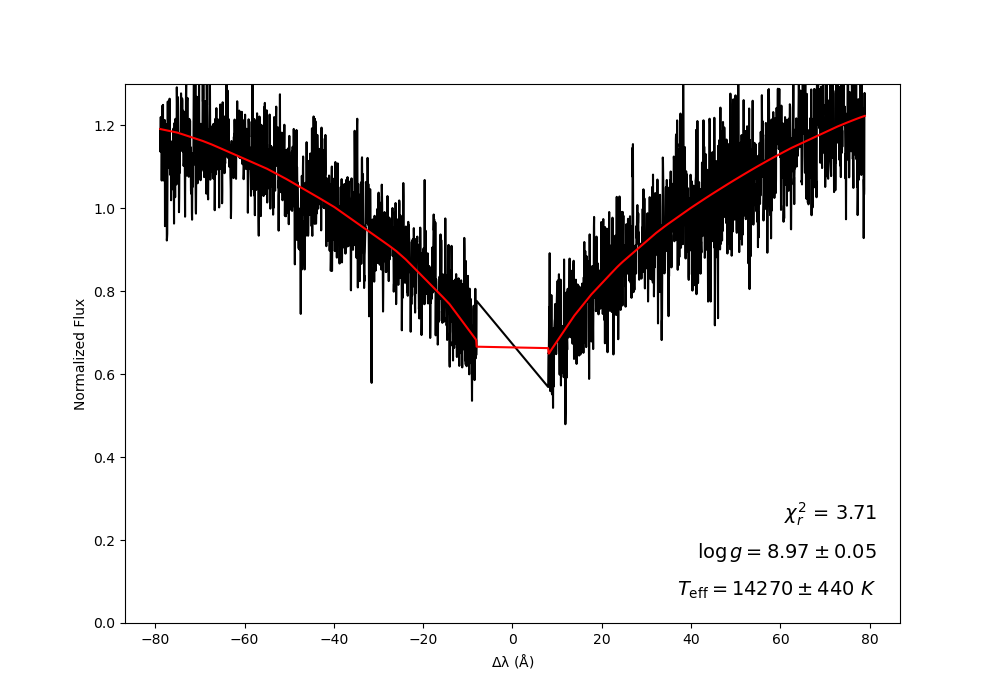 1.2
1.0
0.8
0.6
0.4
0.2
0.0
Normalized Flux
χ²ᵣ = 3.71
log g = 8.97 ± 0.05
T_eff = 14270 ± 440 K
−80 −60 −40 −20 0 20 40 60 80
Δλ (Å)